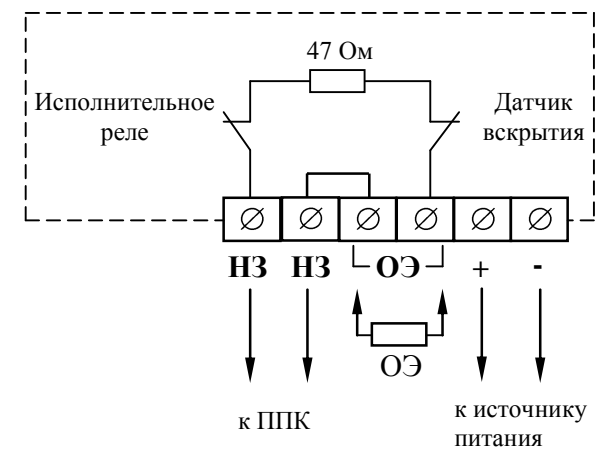 47 Ом
Исполнительное
реле
Датчик
вскрытия
НЗ НЗ ОЭ + -
ОЭ
к ППК
к источнику
питания